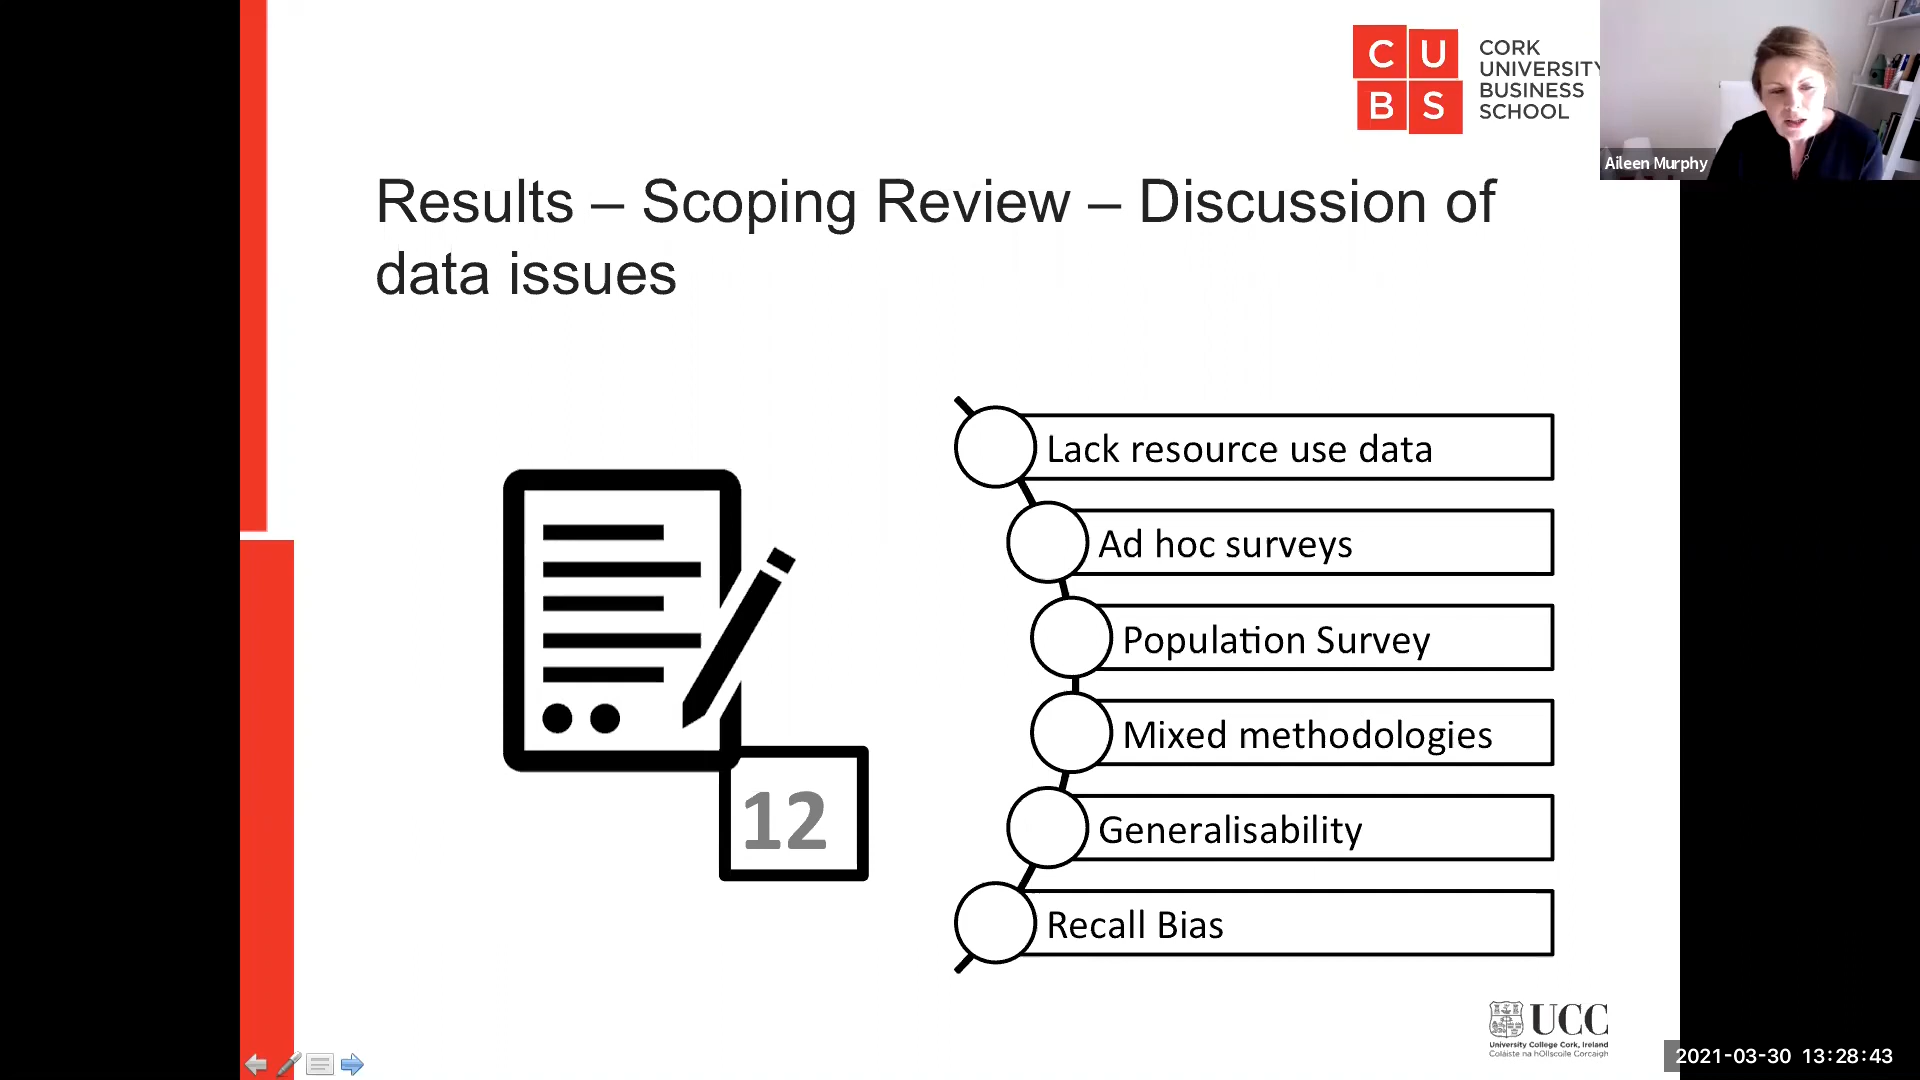 C U
B S
CORK
UNIVERSITY
BUSINESS
SCHOOL
Aileen Murphy
Results – Scoping Review – Discussion of
data issues
Lack resource use data
Ad hoc surveys
Population Survey
Mixed methodologies
Generalisability
Recall Bias
12
UCC
University College Cork, Ireland
Coláiste na hOllscoile Corcaigh
2021-03-30 13:28:43